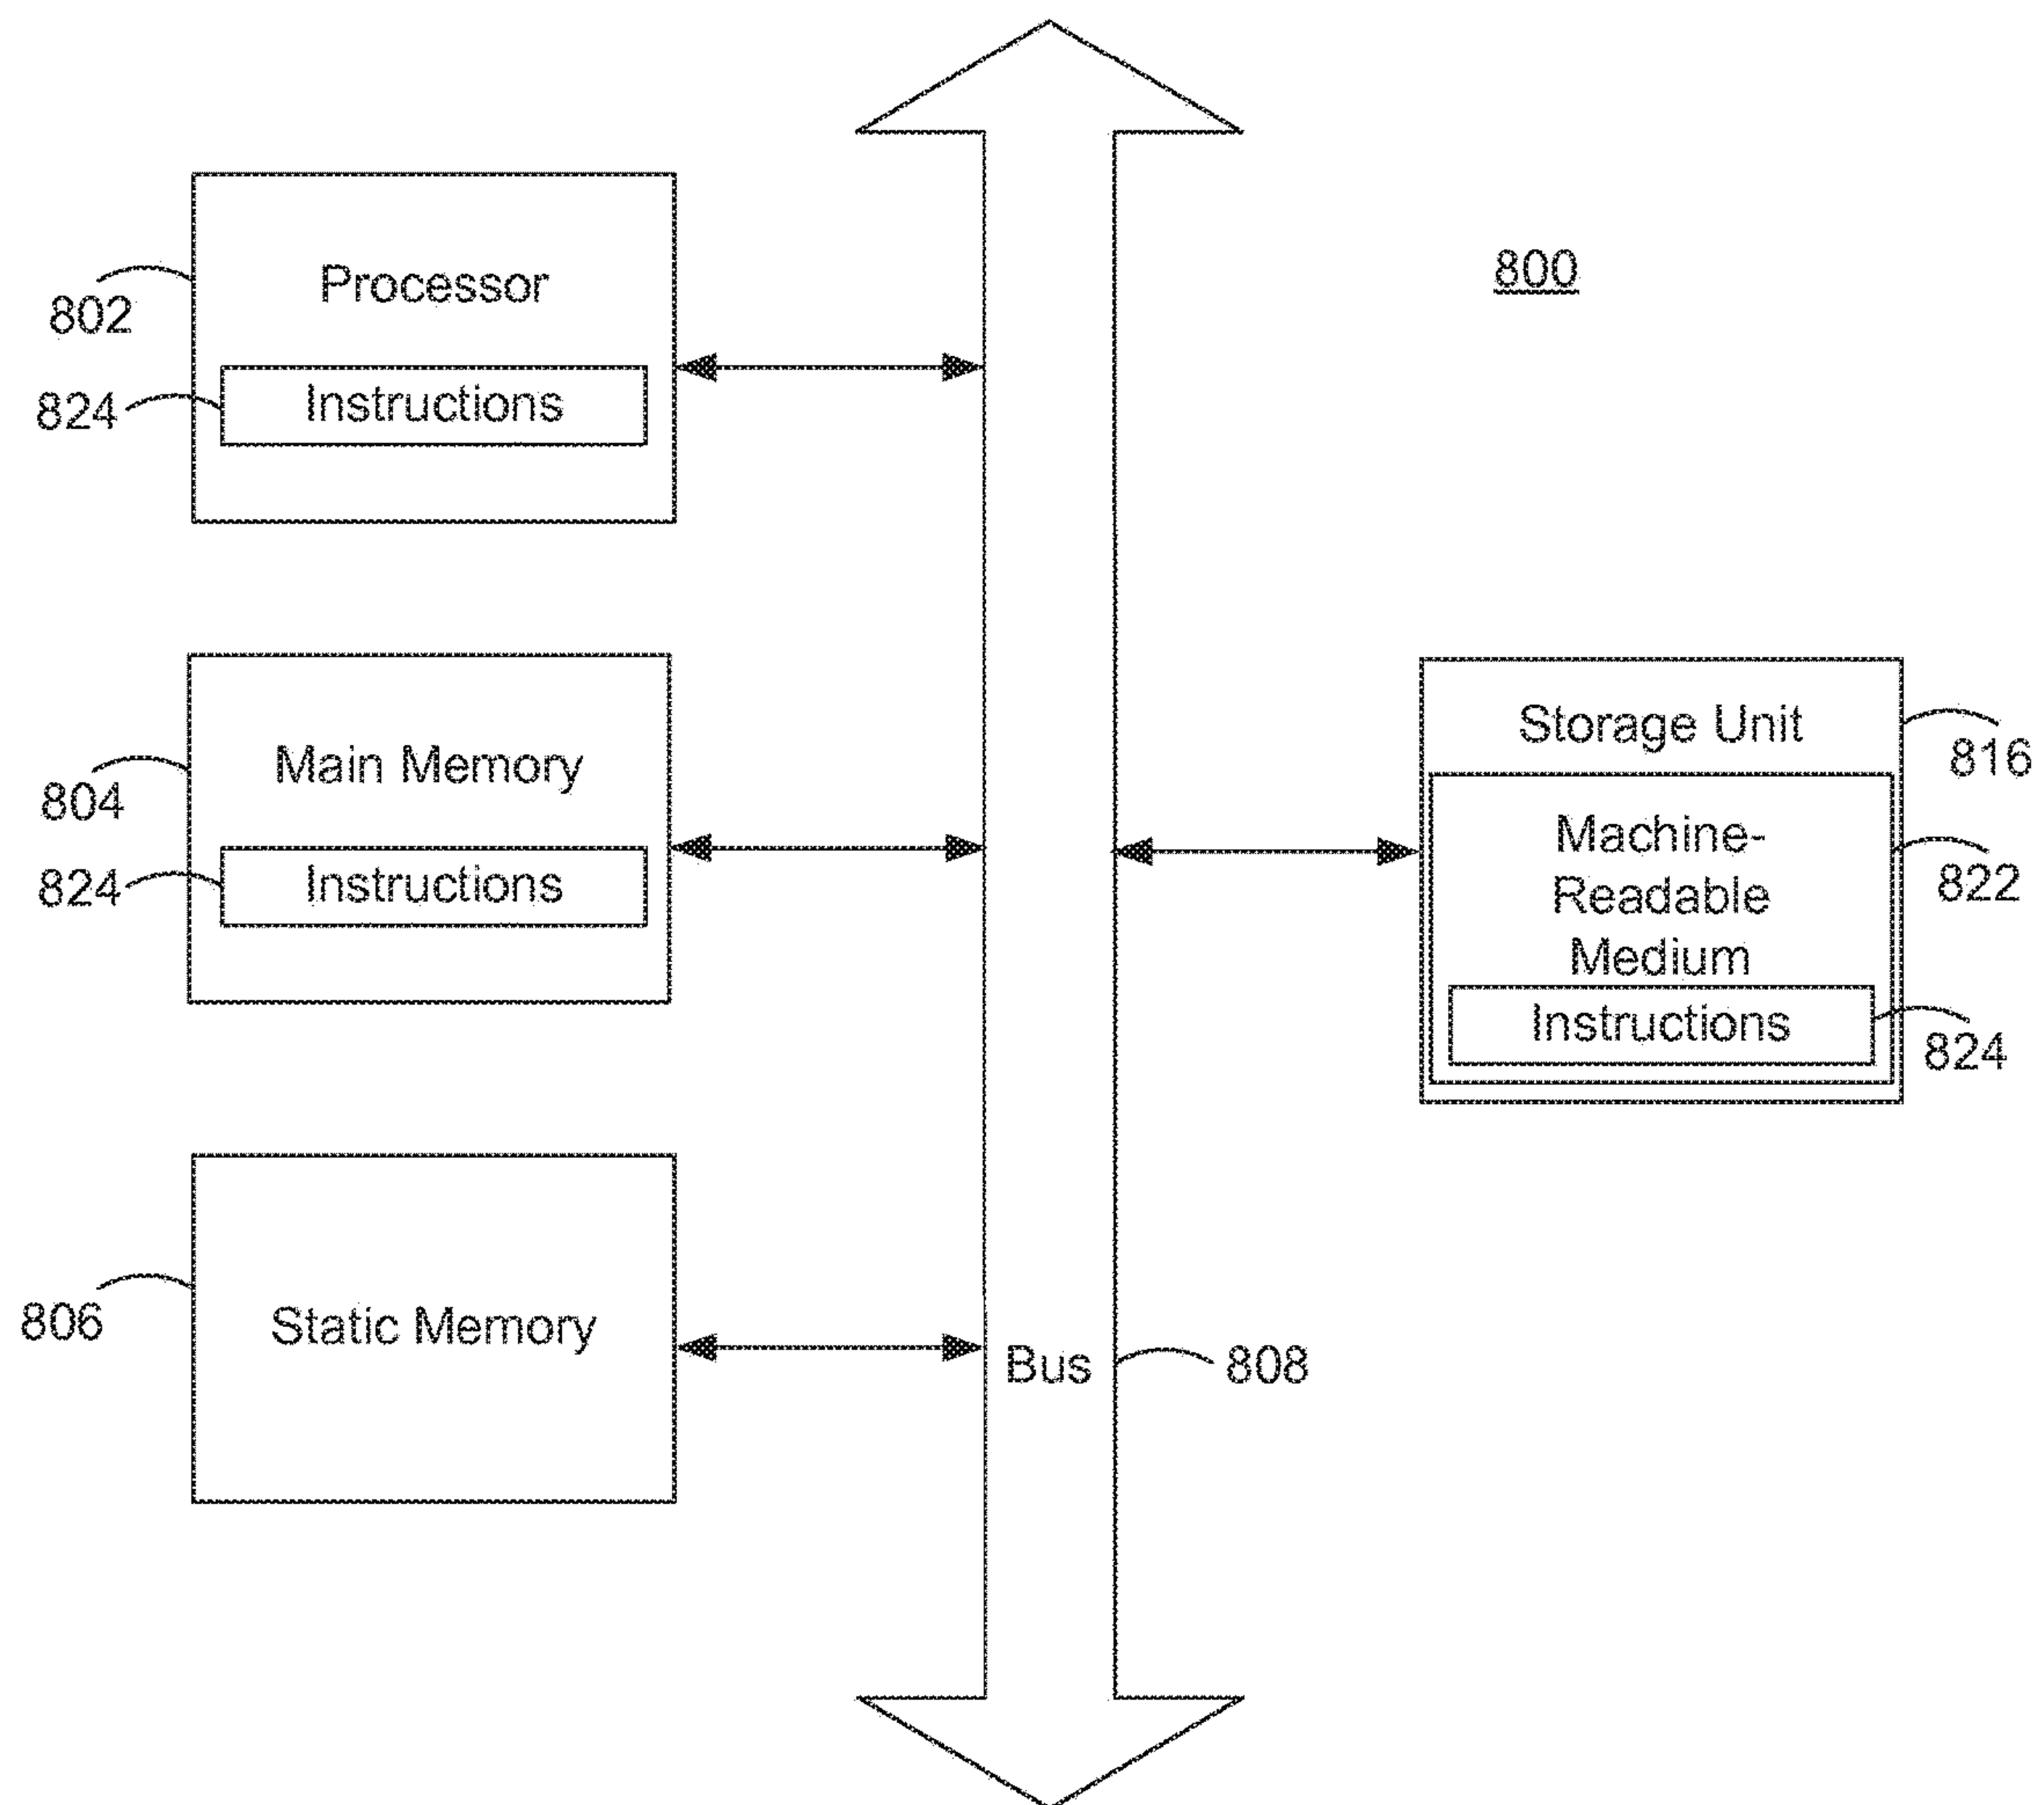 800
Processor
802
Instructions
824
Main Memory
804
Instructions
824
Static Memory
806
Bus
808
Storage Unit
816
Machine-
Readable
Medium
822
Instructions
824